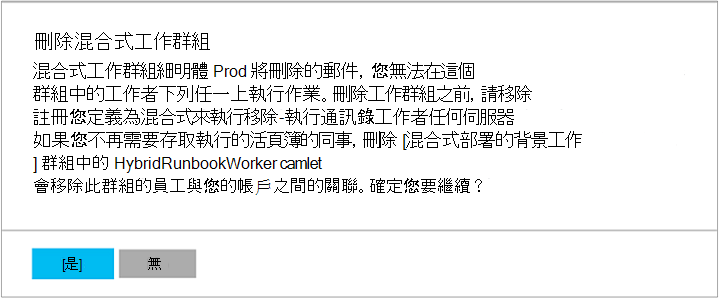 刪除混合式工作群組
混合式工作群組細明體 Prod 將刪除的郵件，您無法在這個
群組中的工作者下列任一上執行作業。刪除工作群組之前，請移除
註冊您定義為混合式來執行移除-執行通訊錄工作者任何伺服器
如果您不再需要存取執行的活頁簿的同事，刪除 [混合式部署的背景工作
] 群組中的 HybridRunbookWorker camlet
會移除此群組的員工與您的帳戶之間的關聯。確定您要繼續？
[是]
無